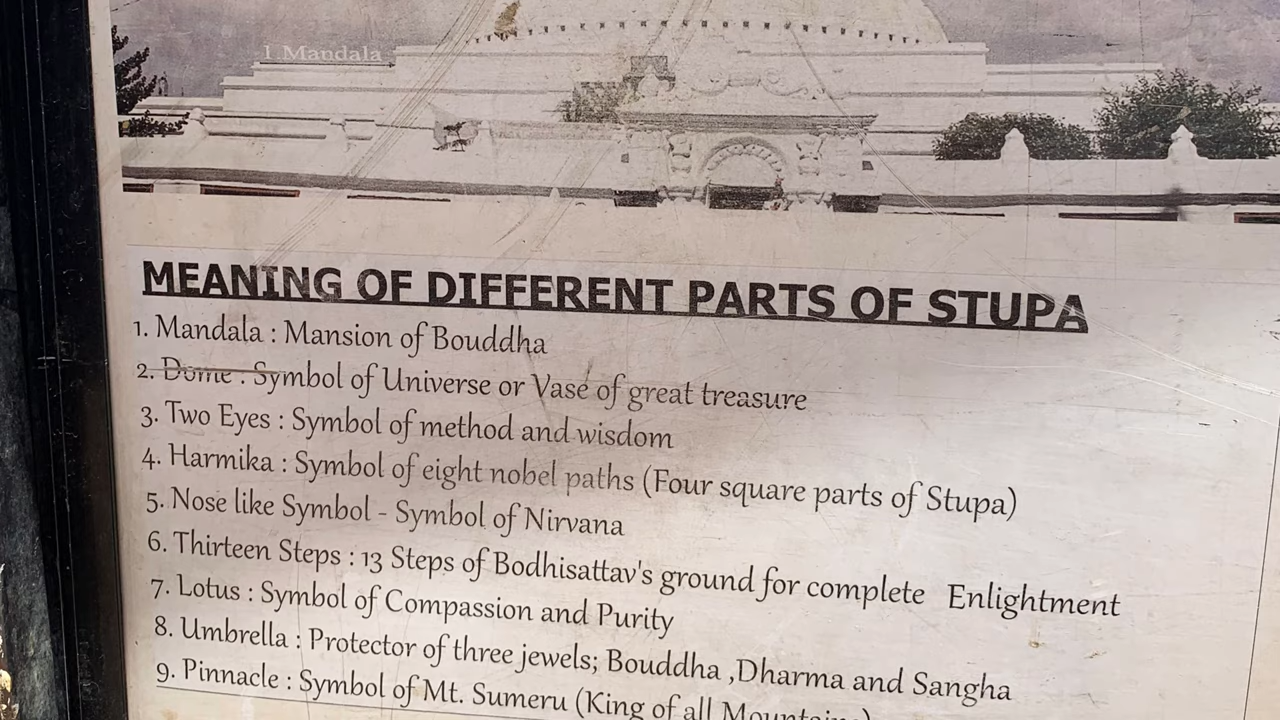 1.Mandala
MEANING OF DIFFERENT PARTS OF STUPA
1. Mandala : Mansion of Bouddha
2. Dome : Symbol of Universe or Vase of great treasure
3. Two Eyes : Symbol of method and wisdom
4. Harmika : Symbol of eight nobel paths (Four square parts of Stupa)
5. Nose like Symbol - Symbol of Nirvana
6. Thirteen Steps : 13 Steps of Bodhisattav's ground for complete Enlightment
7. Lotus : Symbol of Compassion and Purity
8. Umbrella : Protector of three jewels; Bouddha ,Dharma and Sangha
9. Pinnacle : Symbol of Mt. Sumeru (King of all Mountains)